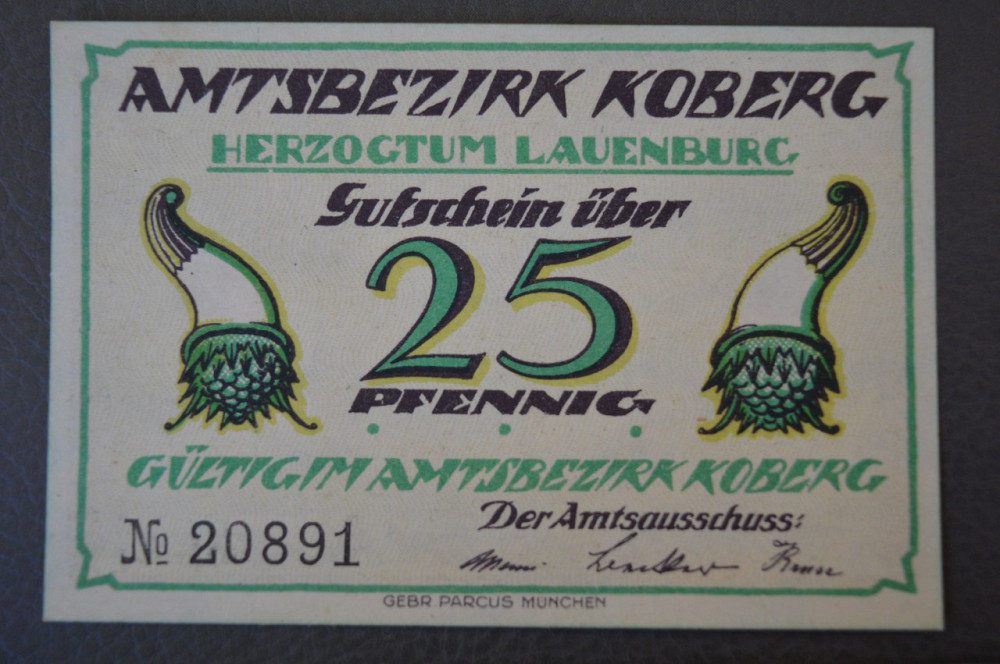 AMTSBEZIRK KOBERG
HERZOGTUM LAUENBURG
Gutschein über
25
PFENNIG
GÜLTIG IM AMTSBEZIRK KOBERG
Der Amtsausschuss:
№ 20891
GEBR. PARCUS MÜNCHEN